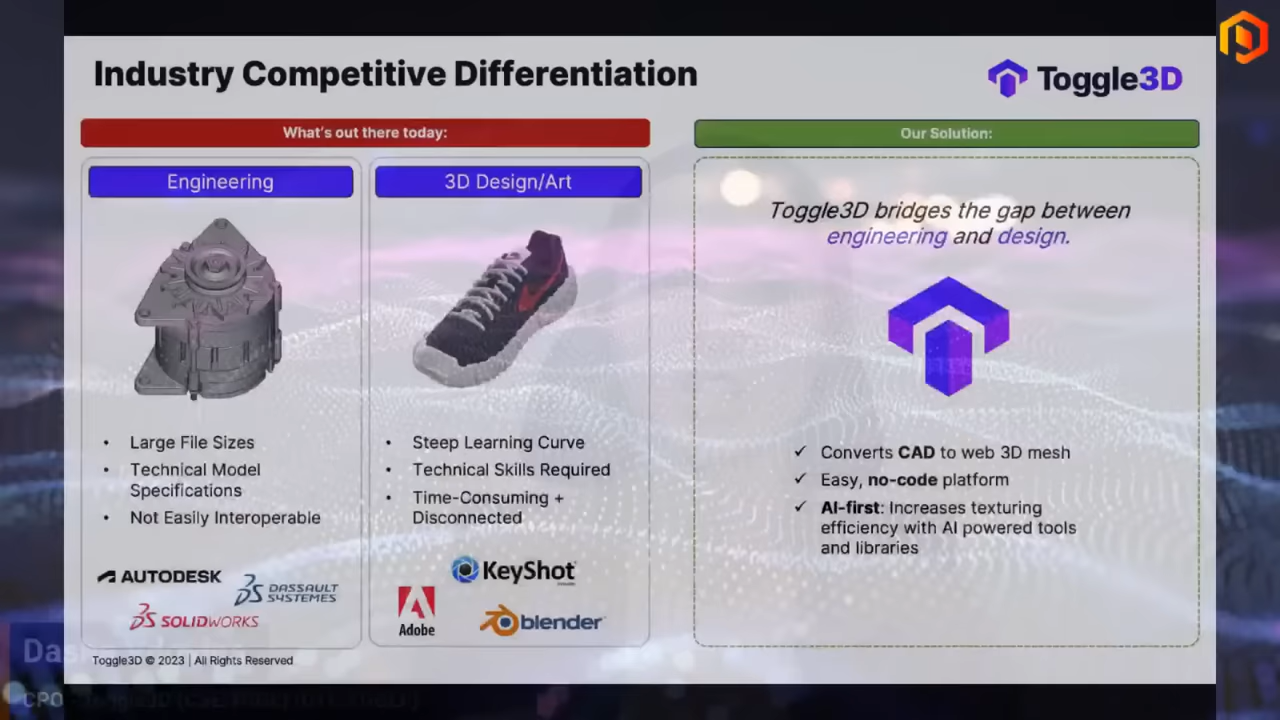 Industry Competitive Differentiation
Toggle3D
What's out there today:
Our Solution:
Engineering
3D Design/Art
Toggle3D bridges the gap between
engineering and design.
• Large File Sizes
• Technical Model
Specifications
• Not Easily Interoperable
• Steep Learning Curve
• Technical Skills Required
• Time-Consuming +
Disconnected
✓ Converts CAD to web 3D mesh
✓ Easy, no-code platform
✓ AI-first: Increases texturing
efficiency with AI powered tools
and libraries
AUTODESK
DASSAULT
SYSTEMES
SOLIDWORKS
KeyShot
Adobe
blender
Toggle3D © 2023 | All Rights Reserved
CPO